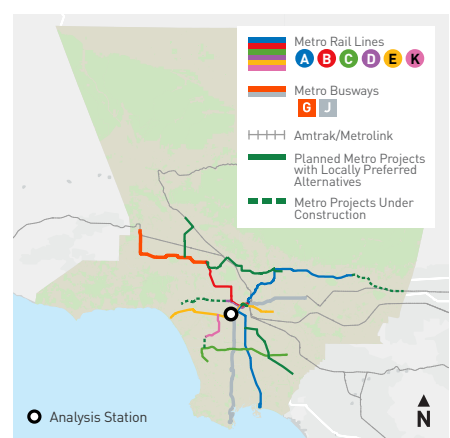 Metro Rail Lines
A B C D E K
Metro Busways
G J
Amtrak/Metrolink
Planned Metro Projects
with Locally Preferred
Alternatives
Metro Projects Under
Construction
Analysis Station
N